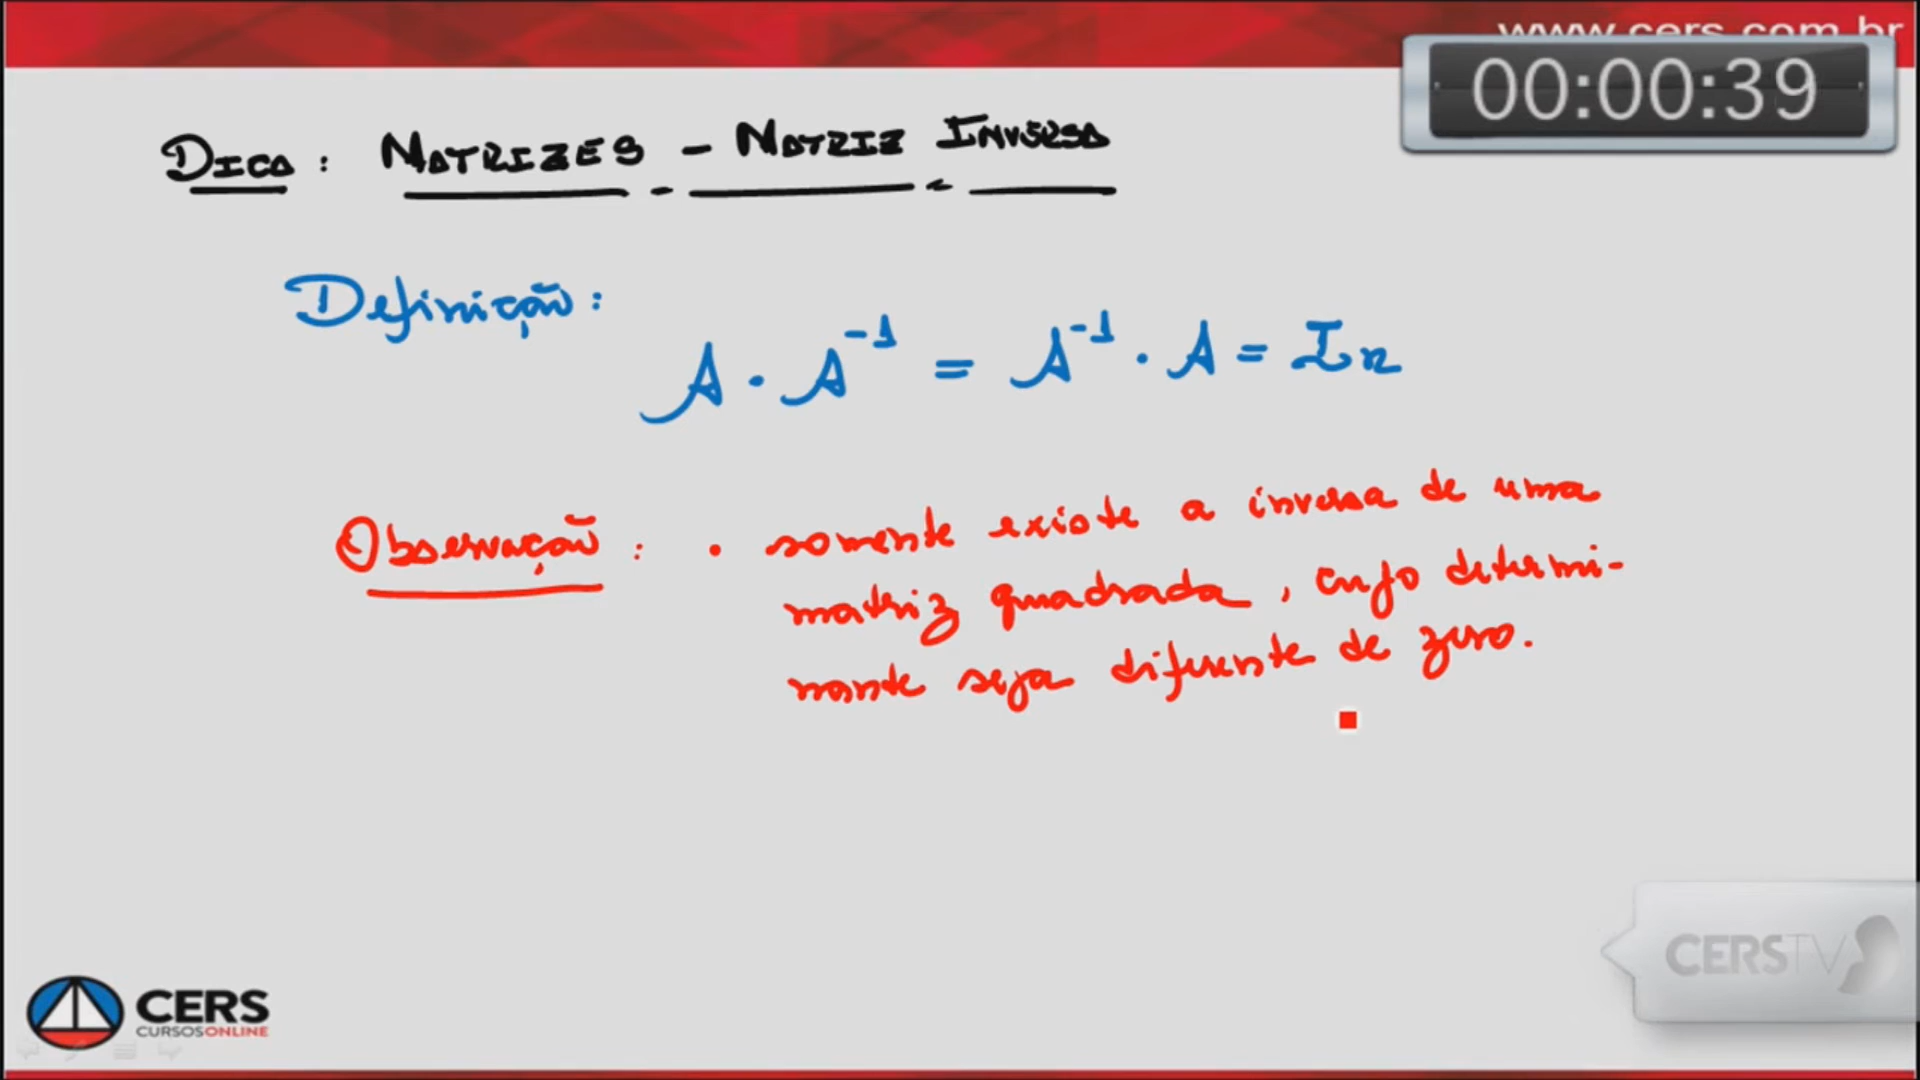 www.cers.com.br
00:00:39
Dica: MATRIZES - MATRIZ INVERSA
Definição:
A · A⁻¹ = A⁻¹ · A = In
Observação: · somente existe a inversa de uma
matriz quadrada, cujo determi-
nante seja diferente de zero.
CERSTV
CERS
CURSOSONLINE